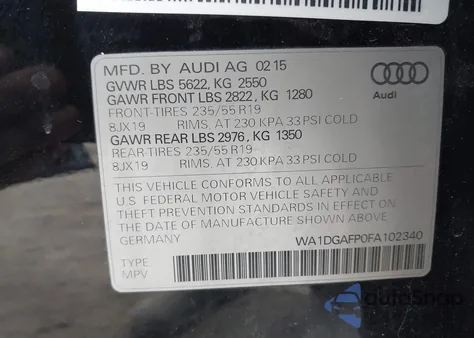 MFD. BY AUDI AG 02 15
GVWR LBS 5622, KG 2550
GAWR FRONT LBS 2822, KG 1280
FRONT-TIRES 235/55 R19
8JX19 RIMS, AT 230 KPA 33 PSI COLD
GAWR REAR LBS 2976, KG 1350
REAR-TIRES 235/55 R19
8JX19 RIMS, AT 230 KPA 33 PSI COLD
Audi
THIS VEHICLE CONFORMS TO ALL APPLICABLE
U.S. FEDERAL MOTOR VEHICLE SAFETY AND
THEFT PREVENTION STANDARDS
IN EFFECT ON THE DATE OF
MANUFACTURE SHOWN ABOVE.
GERMANY WA1DGAFP0FA102340
TYPE
MPV
autoSnap